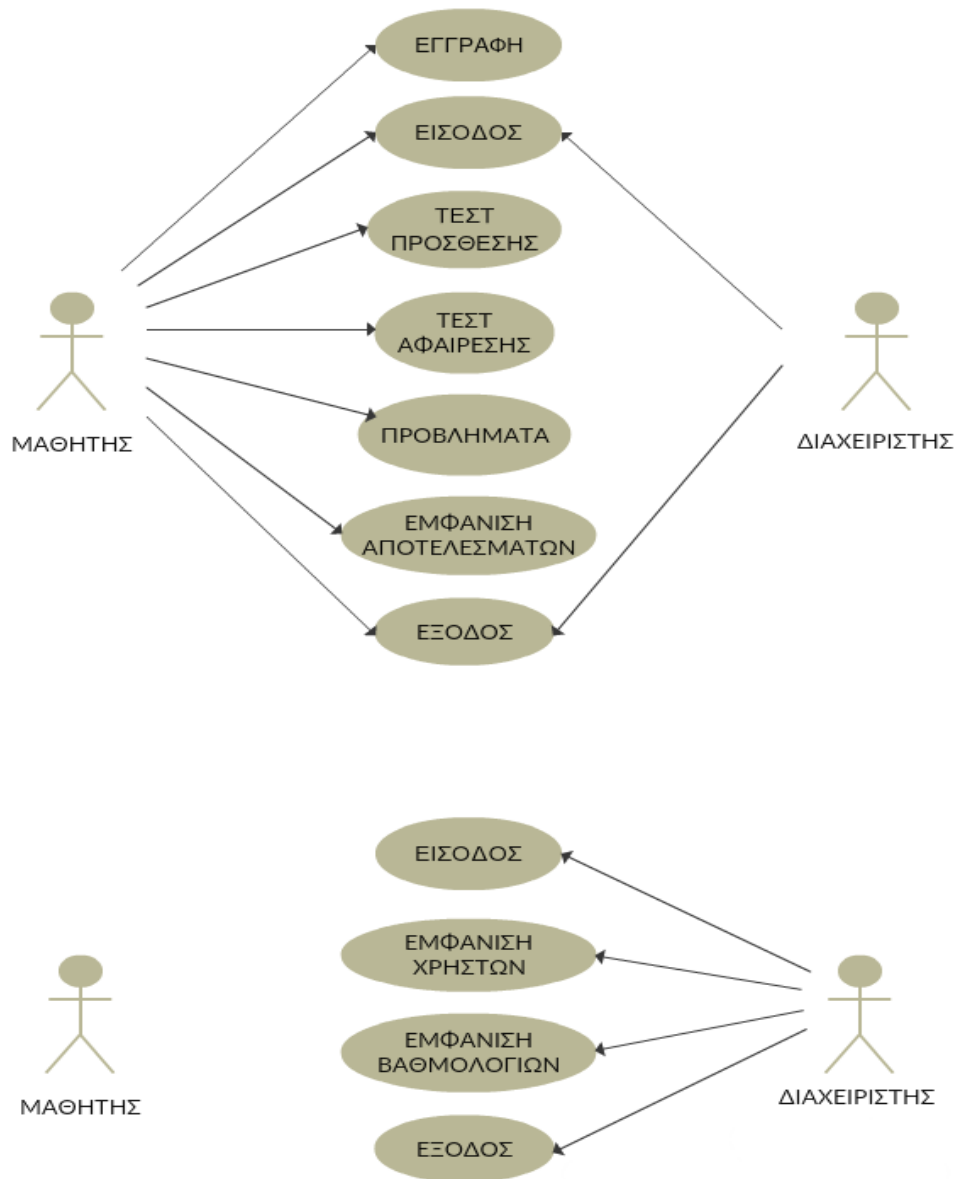 ΕΓΓΡΑΦΗ
ΕΙΣΟΔΟΣ
ΤΕΣΤ
ΠΡΟΣΘΕΣΗΣ
ΤΕΣΤ
ΑΦΑΙΡΕΣΗΣ
ΜΑΘΗΤΗΣ
ΠΡΟΒΛΗΜΑΤΑ
ΔΙΑΧΕΙΡΙΣΤΗΣ
ΕΜΦΑΝΙΣΗ
ΑΠΟΤΕΛΕΣΜΑΤΩΝ
ΕΞΟΔΟΣ
ΕΙΣΟΔΟΣ
ΕΜΦΑΝΙΣΗ
ΧΡΗΣΤΩΝ
ΕΜΦΑΝΙΣΗ
ΒΑΘΜΟΛΟΓΙΩΝ
ΜΑΘΗΤΗΣ
ΔΙΑΧΕΙΡΙΣΤΗΣ
ΕΞΟΔΟΣ